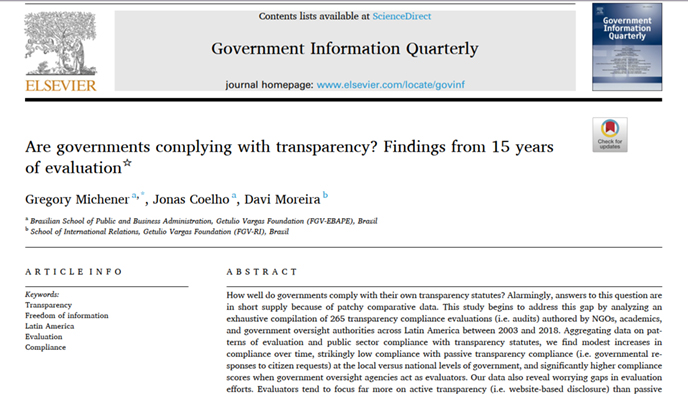 Contents lists available at ScienceDirect
Government Information Quarterly
journal homepage: www.elsevier.com/locate/govinf
ELSEVIER
Government
Information
Quarterly
Check for
updates
Are governments complying with transparency? Findings from 15 years
of evaluation☆
Gregory Michener a,*, Jonas Coelho a, Davi Moreira b
a Brasilian School of Public and Business Administration, Getulio Vargas Foundation (FGV-EBAPE), Brasil
b School of International Relations, Getulio Vargas Foundation (FGV-RI), Brasil
ARTICLE INFO
Keywords:
Transparency
Freedom of information
Latin America
Evaluation
Compliance
ABSTRACT
How well do governments comply with their own transparency statutes? Alarmingly, answers to this question are
in short supply because of patchy comparative data. This study begins to address this gap by analyzing an
exhaustive compilation of 265 transparency compliance evaluations (i.e. audits) authored by NGOs, academics,
and government oversight authorities across Latin America between 2003 and 2018. Aggregating data on pat-
terns of evaluation and public sector compliance with transparency statutes, we find modest increases in
compliance over time, strikingly low compliance with passive transparency compliance (i.e. governmental re-
sponses to citizen requests) at the local versus national levels of government, and significantly higher compliance
scores when government oversight agencies act as evaluators. Our data also reveal worrying gaps in evaluation
efforts. Evaluators tend to focus far more on active transparency (i.e. website-based disclosure) than passive